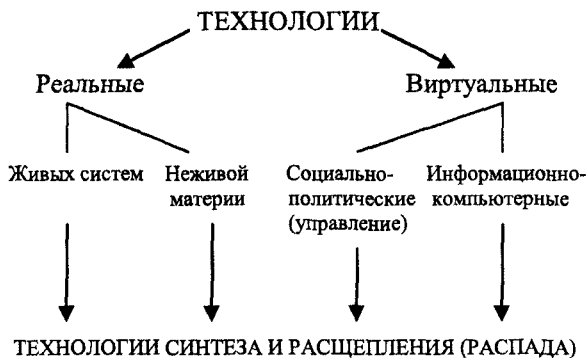 ТЕХНОЛОГИИ
Реальные
Виртуальные
Живых систем
Неживой
материи
Социально-
политические
(управление)
Информационно-
компьютерные
ТЕХНОЛОГИИ СИНТЕЗА И РАСЩЕПЛЕНИЯ (РАСПАДА)